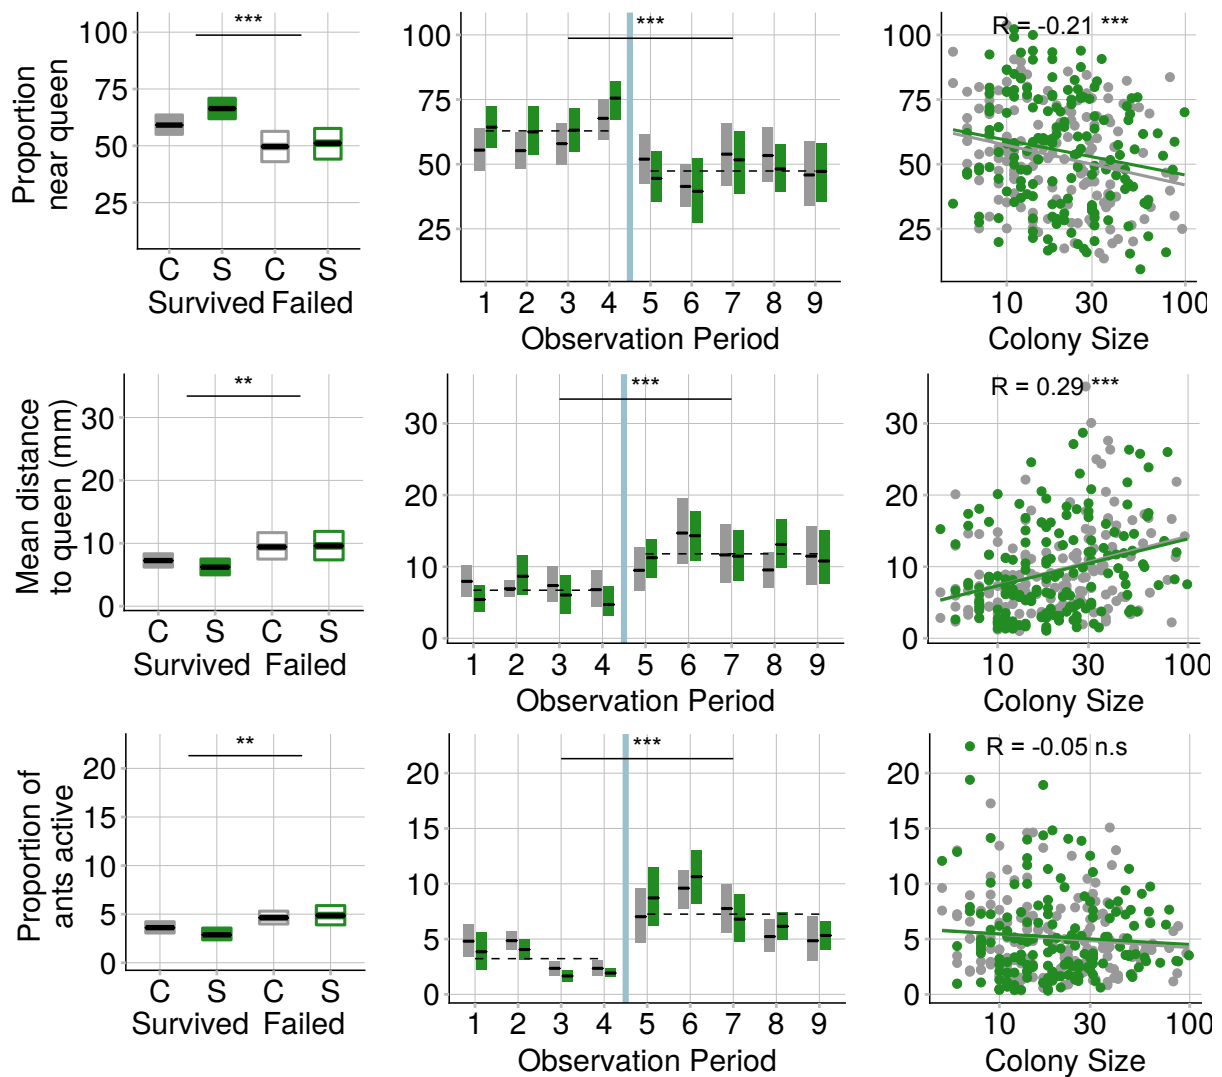 Proportion
near queen
100
75
50
25
***
C S C S
Survived Failed
100
75
50
25
***
1 2 3 4 5 6 7 8 9
Observation Period
100
75
50
25
R = -0.21 ***
10 30 100
Colony Size
Mean distance
to queen (mm)
30
20
10
0
**
C S C S
Survived Failed
30
20
10
0
***
1 2 3 4 5 6 7 8 9
Observation Period
30
20
10
0
R = 0.29 ***
10 30 100
Colony Size
Proportion of
ants active
20
15
10
5
0
**
C S C S
Survived Failed
20
15
10
5
0
***
1 2 3 4 5 6 7 8 9
Observation Period
20
15
10
5
0
R = -0.05 n.s
10 30 100
Colony Size